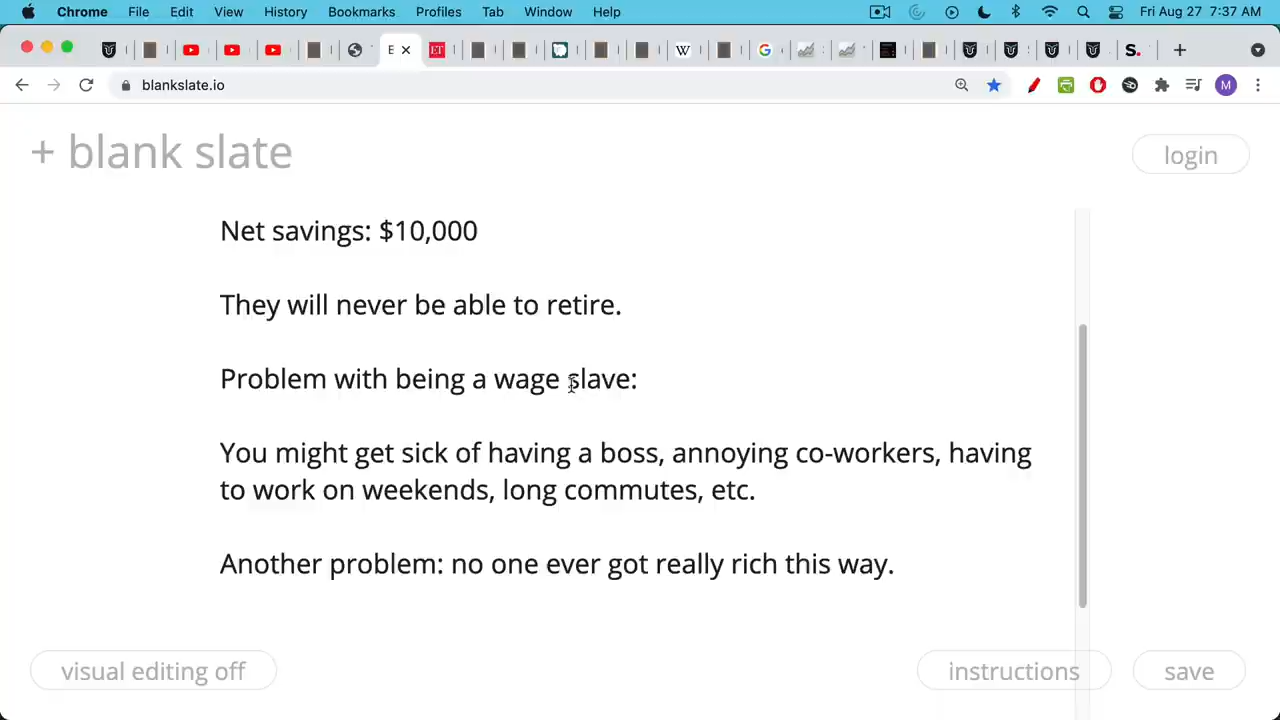 Chrome File Edit View History Bookmarks Profiles Tab Window Help Fri Aug 27 7:37 AM
E ET W G S.
blankslate.io M
+ blank slate
login
Net savings: $10,000
They will never be able to retire.
Problem with being a wage slave:
You might get sick of having a boss, annoying co-workers, having
to work on weekends, long commutes, etc.
Another problem: no one ever got really rich this way.
visual editing off
instructions
save